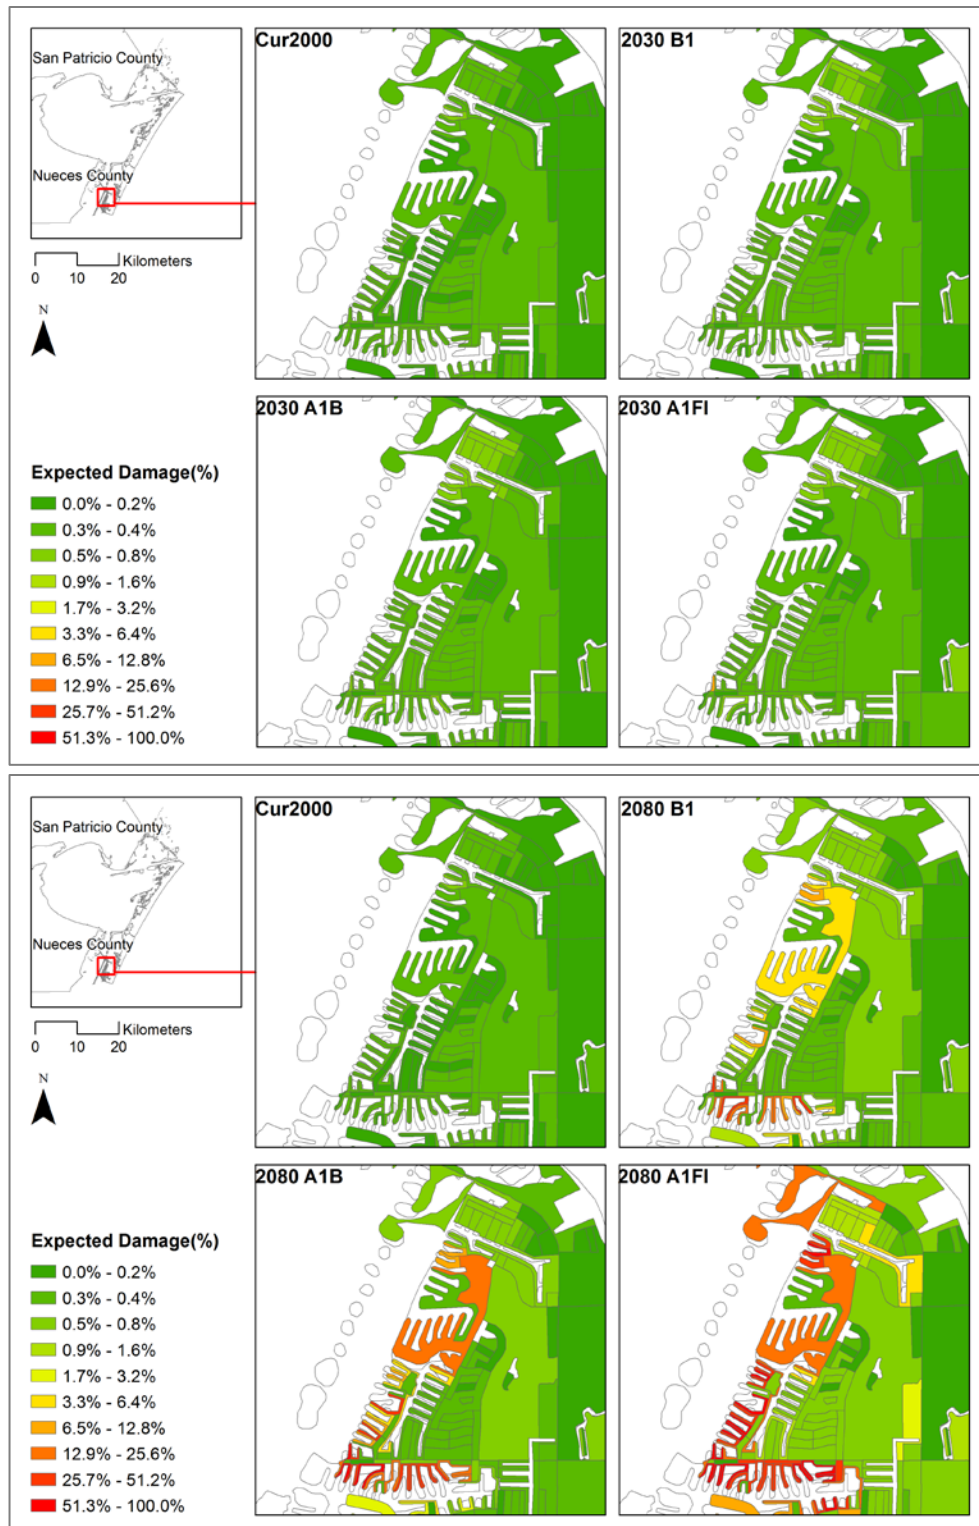 San Patricio County
Nueces County
Kilometers
0 10 20
N
Cur2000
2030 B1
2030 A1B
2030 A1FI
Expected Damage(%)
0.0% - 0.2%
0.3% - 0.4%
0.5% - 0.8%
0.9% - 1.6%
1.7% - 3.2%
3.3% - 6.4%
6.5% - 12.8%
12.9% - 25.6%
25.7% - 51.2%
51.3% - 100.0%
San Patricio County
Nueces County
Kilometers
0 10 20
N
Cur2000
2080 B1
2080 A1B
2080 A1FI
Expected Damage(%)
0.0% - 0.2%
0.3% - 0.4%
0.5% - 0.8%
0.9% - 1.6%
1.7% - 3.2%
3.3% - 6.4%
6.5% - 12.8%
12.9% - 25.6%
25.7% - 51.2%
51.3% - 100.0%